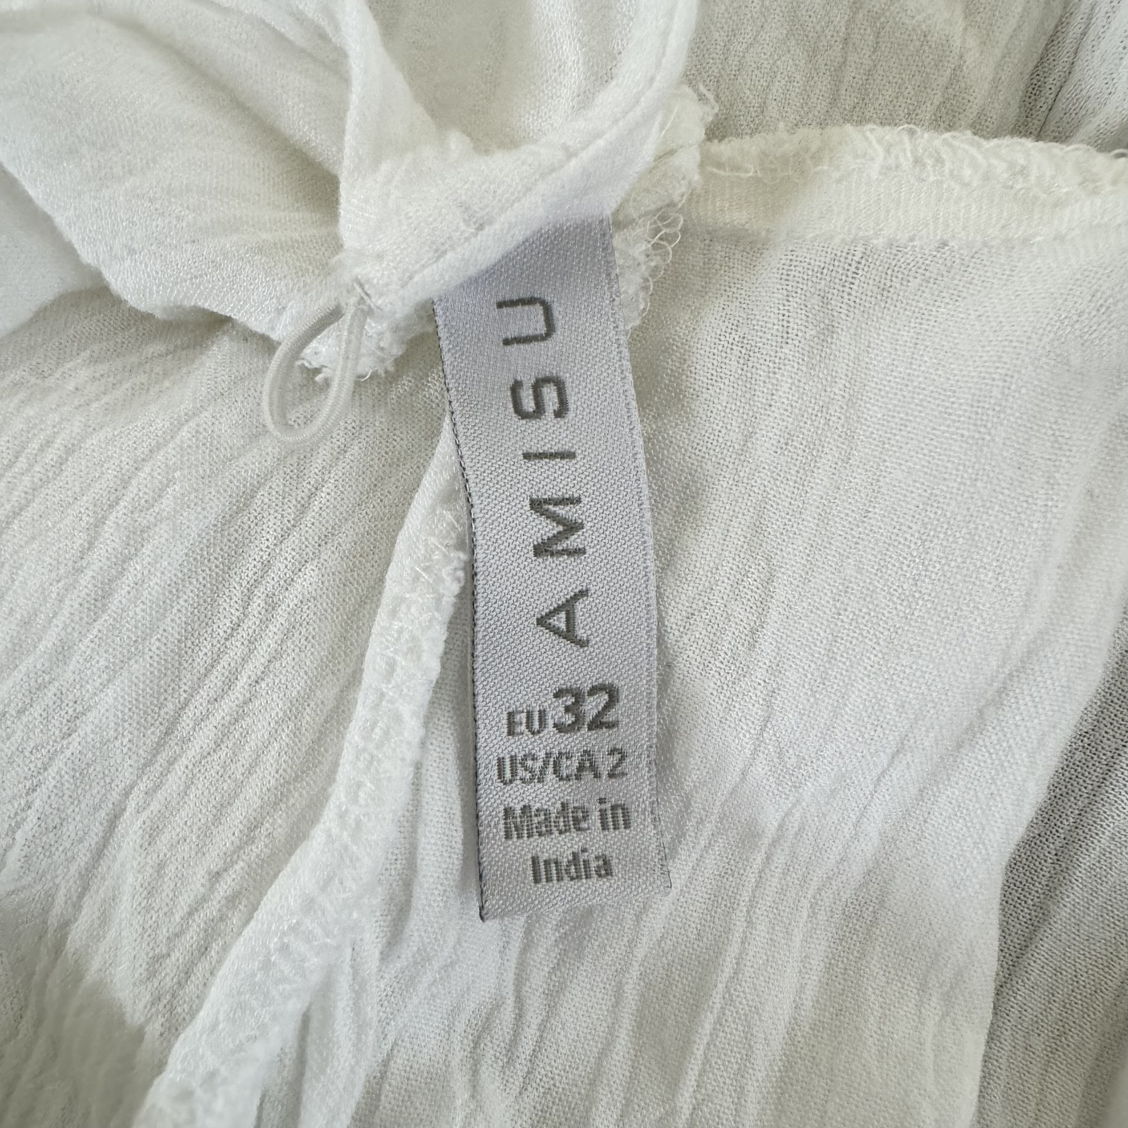 AMISU
EU 32
US/CA 2
Made in
India